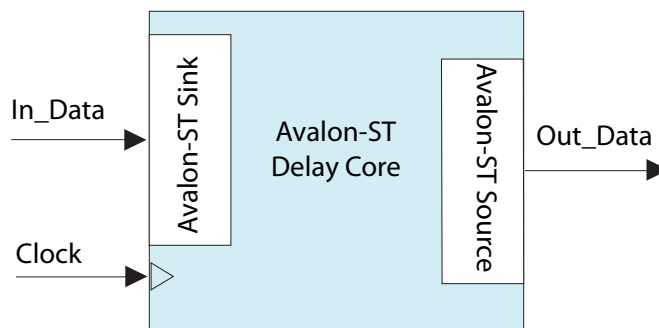 In_Data
Clock
Avalon-ST Sink
Avalon-ST
Delay Core
Avalon-ST Source
Out_Data